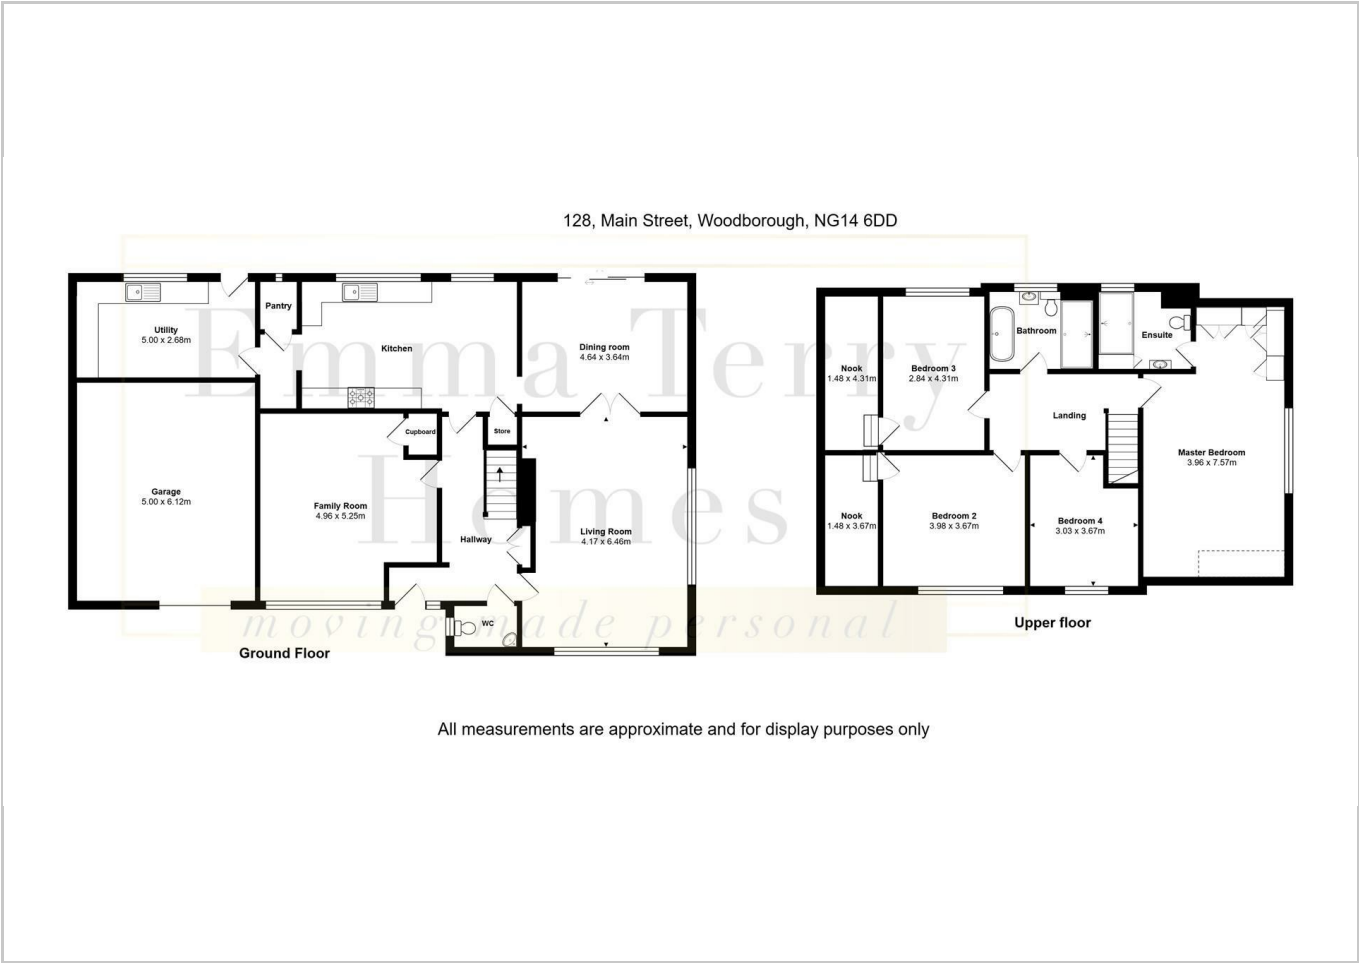 128, Main Street, Woodborough, NG14 6DD
Emma Terry
Homes
moving made personal
Utility
5.00 x 2.68m
Pantry
Kitchen
Dining room
4.64 x 3.64m
Cupboard
Store
Garage
5.00 x 6.12m
Family Room
4.96 x 5.25m
Hallway
Living Room
4.17 x 6.46m
WC
Ground Floor
Nook
1.48 x 4.31m
Bedroom 3
2.84 x 4.31m
Bathroom
Ensuite
Landing
Master Bedroom
3.96 x 7.57m
Nook
1.48 x 3.67m
Bedroom 2
3.98 x 3.67m
Bedroom 4
3.03 x 3.67m
Upper floor
All measurements are approximate and for display purposes only